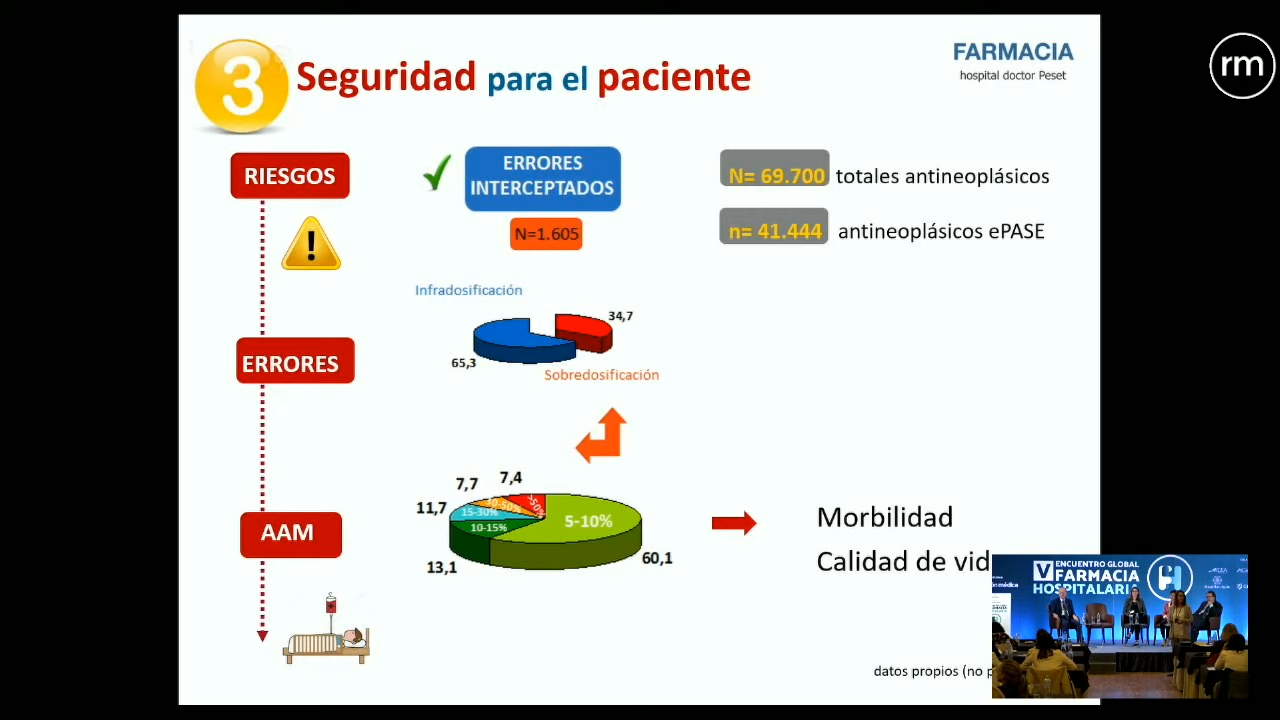 3 Seguridad para el paciente
FARMACIA
hospital doctor Peset
rm
RIESGOS
ERRORES
INTERCEPTADOS
N=1.605
N= 69.700 totales antineoplásicos
n= 41.444 antineoplásicos ePASE
Infradosificación
34,7
65,3
Sobredosificación
ERRORES
7,7
7,4
11,7
15-30%
>50%
10-15%
5-10%
13,1
60,1
AAM
Morbilidad
Calidad de vid
datos propios (no p
V ENCUENTRO GLOBAL
FARMACIA
HOSPITALARIA